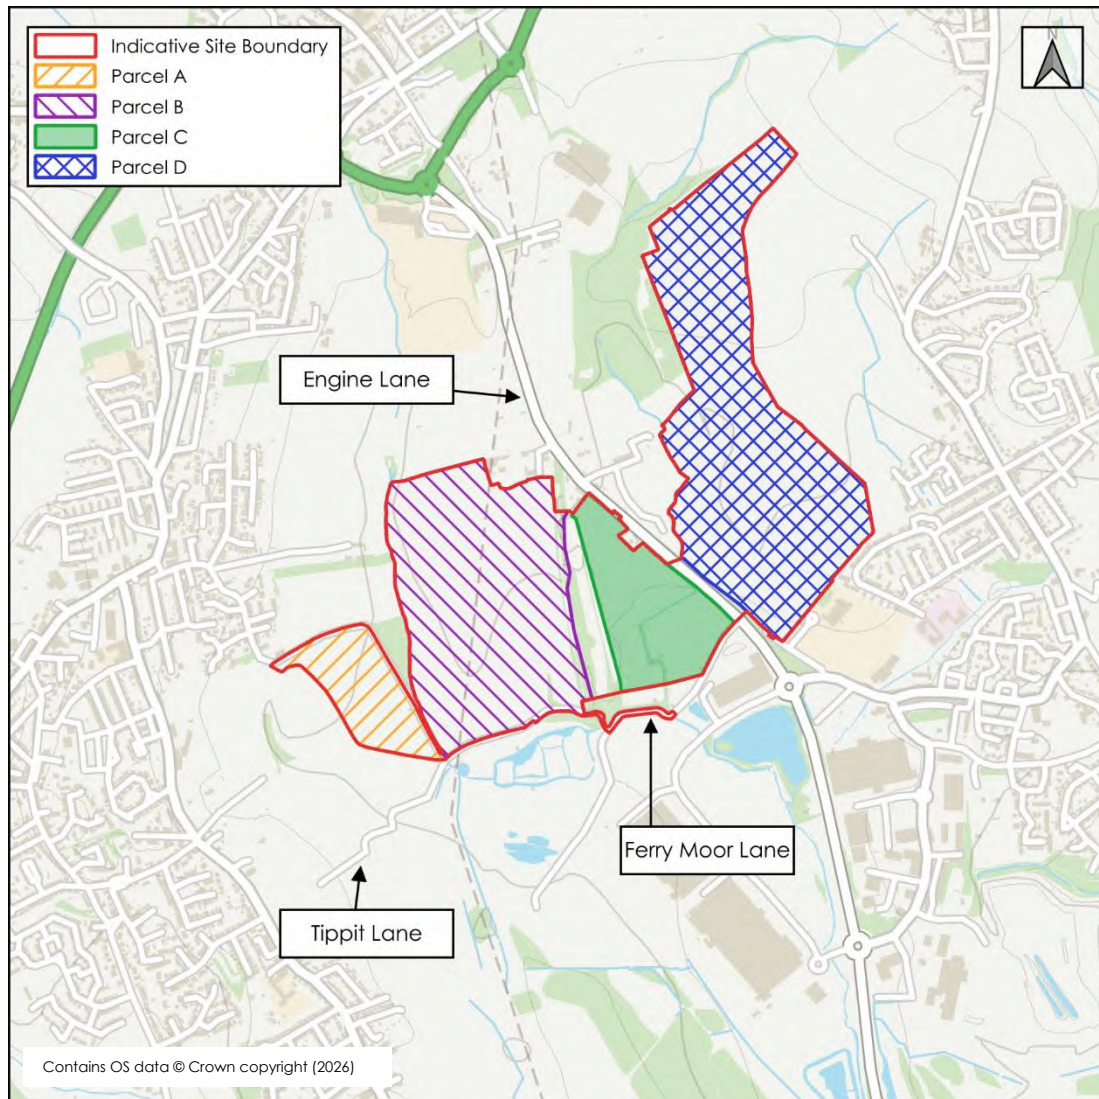 Indicative Site Boundary
Parcel A
Parcel B
Parcel C
Parcel D
N
Engine Lane
Ferry Moor Lane
Tippit Lane
Contains OS data © Crown copyright (2026)